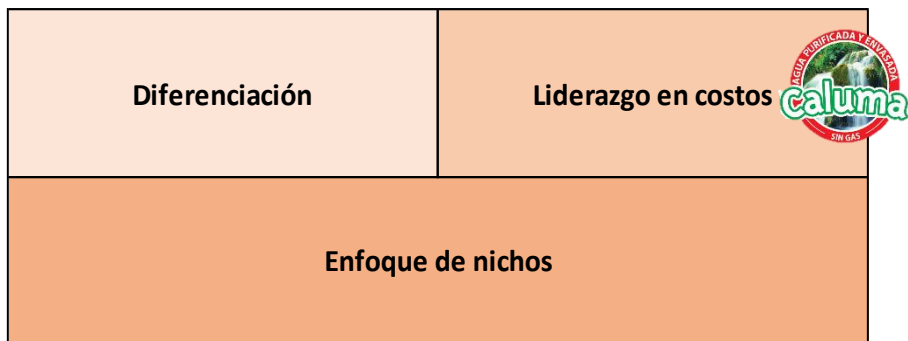 Diferenciación
Liderazgo en costos
AGUA PURIFICADA Y ENVASADA
Caluma
SIN GAS
Enfoque de nichos